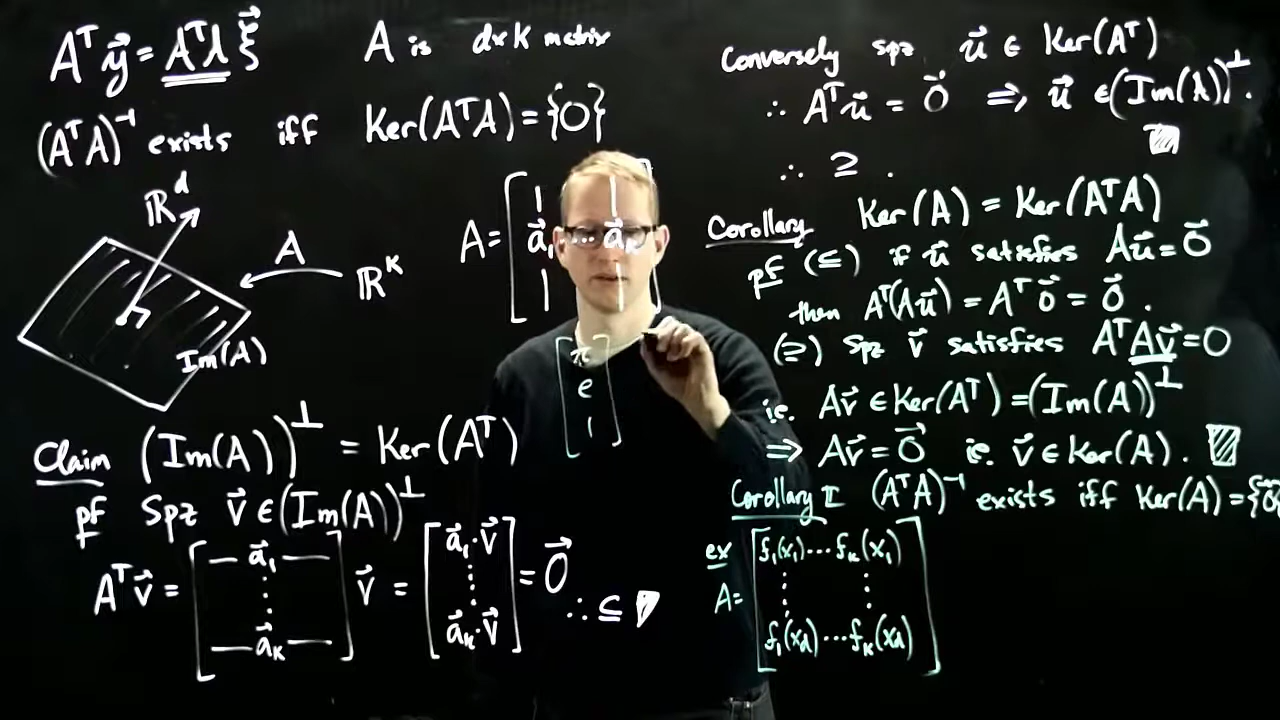 Aᵀy⃗ = AᵀA ξ⃗
A is d×k matrix
(AᵀA)⁻¹ exists iff Ker(AᵀA) = {0}
ℝᵈ
A
ℝᴷ
Im(A)
A = [ | | ; a⃗₁ ... a⃗ₖ ; | | ]
[ π ; e ; 1 ]
Claim (Im(A))^⊥ = Ker(Aᵀ)
pf Spz v⃗ ∈ (Im(A))^⊥
Aᵀv⃗ = [ — a⃗₁ — ; ⋮ ; — a⃗ₖ — ] v⃗ = [ a⃗₁·v⃗ ; ⋮ ; a⃗ₖ·v⃗ ] = 0⃗
∴ ⊆
Conversely spz u⃗ ∈ Ker(Aᵀ)
∴ Aᵀu⃗ = 0⃗ ⇒ u⃗ ∈ (Im(A))^⊥.
∴ ⊇ .
Corollary Ker(A) = Ker(AᵀA)
pf (⊆) if u⃗ satisfies Au⃗ = 0⃗
then Aᵀ(Au⃗) = Aᵀ0⃗ = 0⃗ .
(⊇) Spz v⃗ satisfies AᵀAv⃗ = 0
i.e. Av⃗ ∈ Ker(Aᵀ) = (Im(A))^⊥
⇒ Av⃗ = 0⃗ ie. v⃗ ∈ Ker(A).
Corollary II (AᵀA)⁻¹ exists iff Ker(A) = {0⃗
ex
A = [ f₁(x₁) ... fₖ(x₁) ; ⋮ ⋮ ; f₁(x_d) ... fₖ(x_d) ]